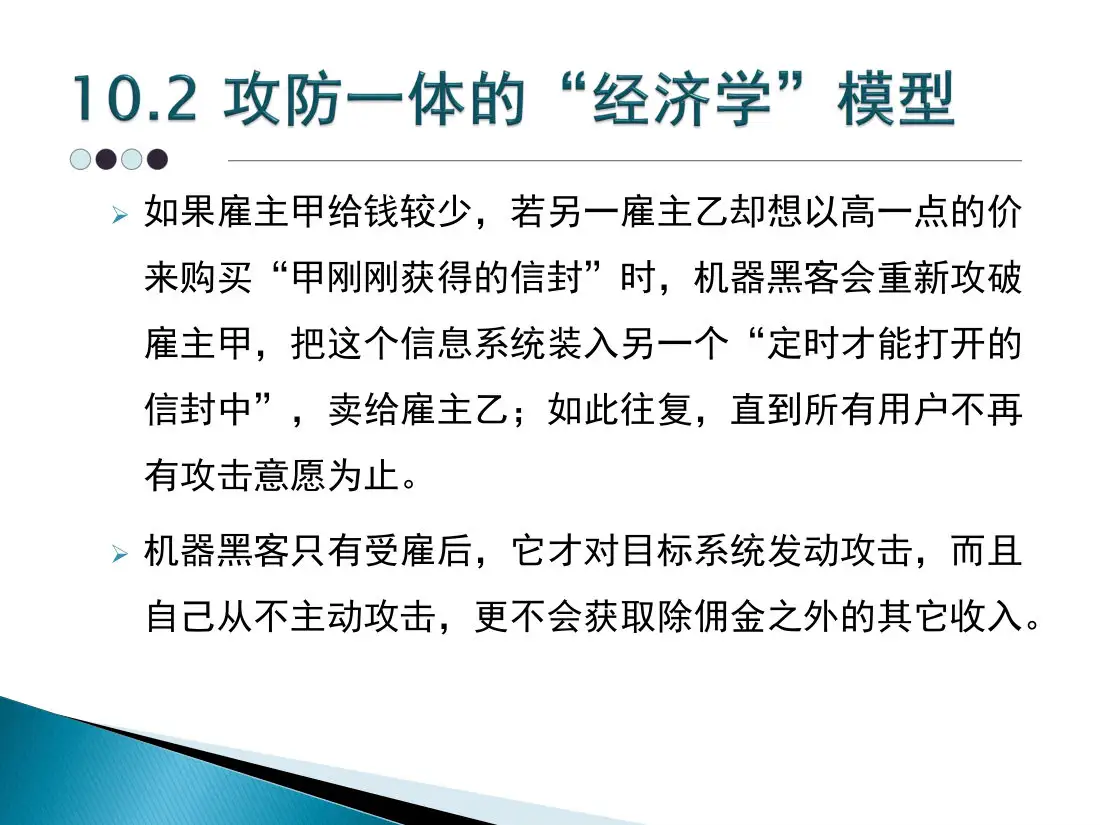 10.2 攻防一体的“经济学”模型
如果雇主甲给钱较少，若另一雇主乙却想以高一点的价
来购买“甲刚刚获得的信封”时，机器黑客会重新攻破
雇主甲，把这个信息系统装入另一个“定时才能打开的
信封中”，卖给雇主乙；如此往复，直到所有用户不再
有攻击意愿为止。
机器黑客只有受雇后，它才对目标系统发动攻击，而且
自己从不主动攻击，更不会获取除佣金之外的其它收入。